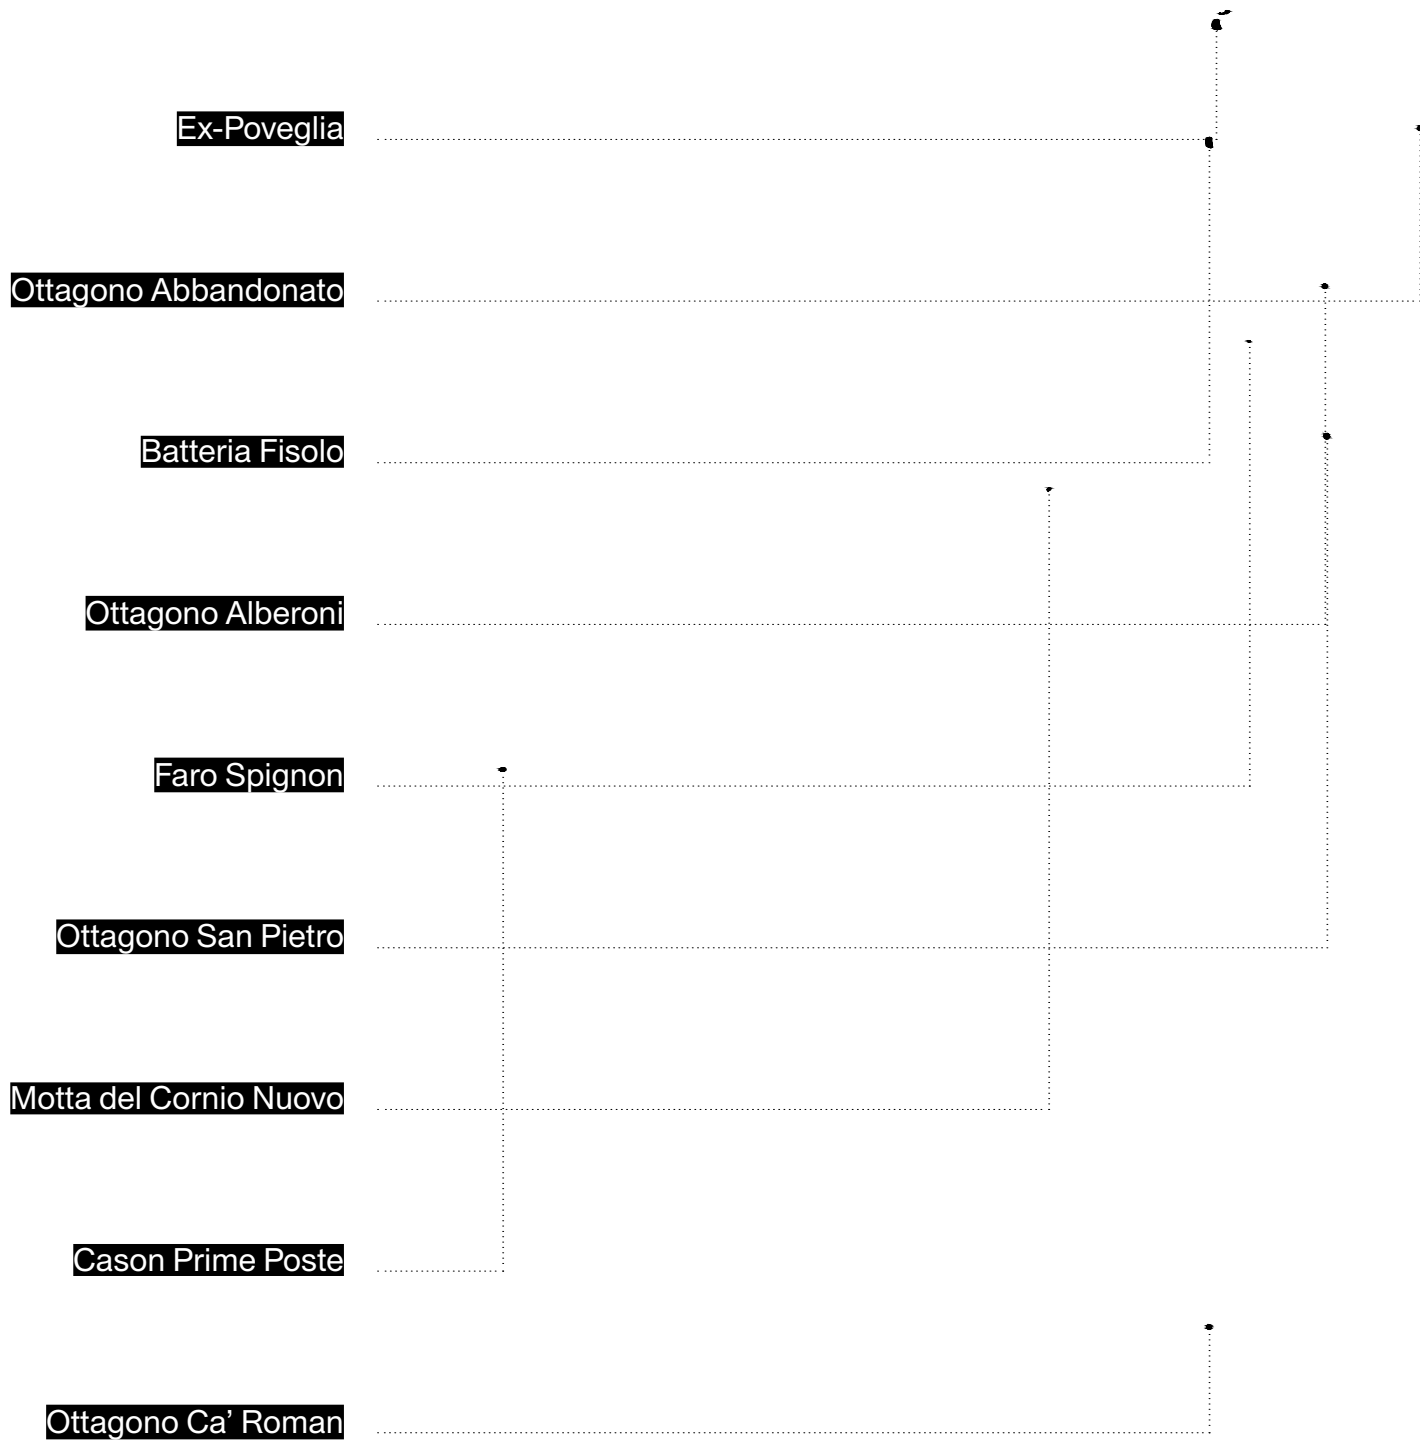 Ex-Poveglia
Ottagono Abbandonato
Batteria Fisolo
Ottagono Alberoni
Faro Spignon
Ottagono San Pietro
Motta del Cornio Nuovo
Cason Prime Poste
Ottagono Ca’ Roman